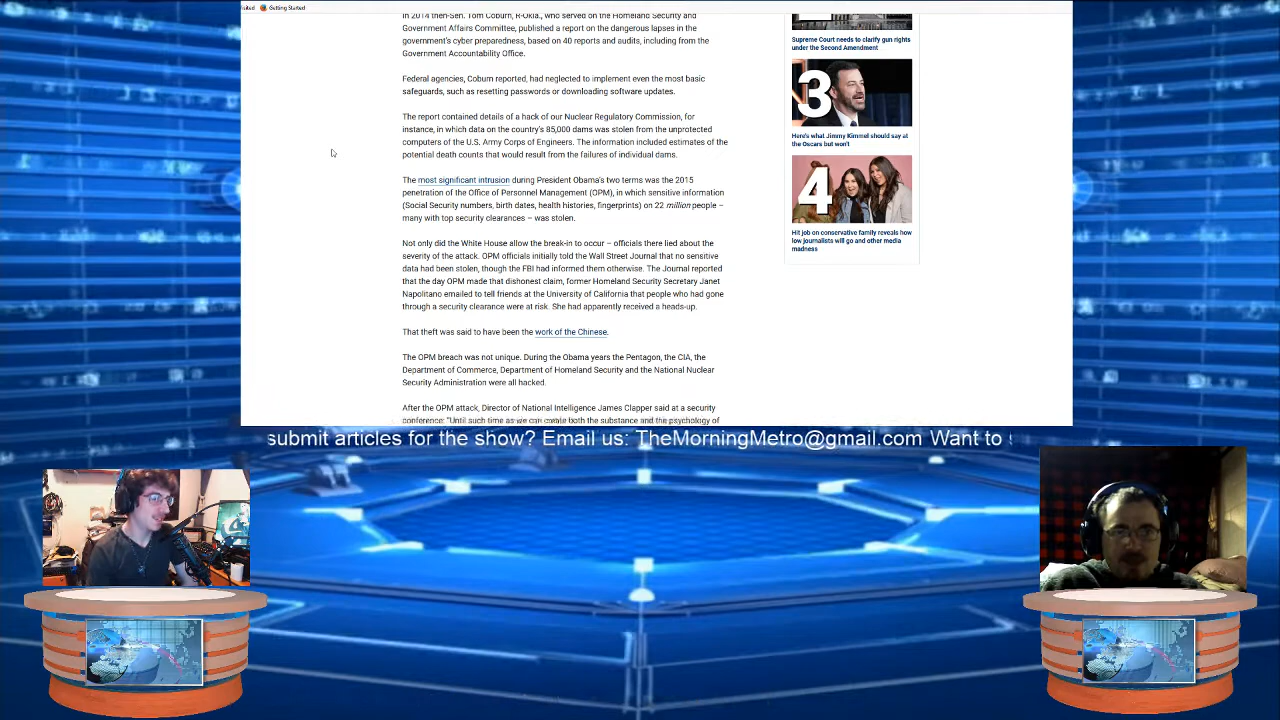 isited Getting Started
In 2014 then-Sen. Tom Coburn, R-Okla., who served on the Homeland Security and
Government Affairs Committee, published a report on the dangerous lapses in the
government's cyber preparedness, based on 40 reports and audits, including from the
Government Accountability Office.
Federal agencies, Coburn reported, had neglected to implement even the most basic
safeguards, such as resetting passwords or downloading software updates.
The report contained details of a hack of our Nuclear Regulatory Commission, for
instance, in which data on the country's 85,000 dams was stolen from the unprotected
computers of the U.S. Army Corps of Engineers. The information included estimates of the
potential death counts that would result from the failures of individual dams.
The most significant intrusion during President Obama's two terms was the 2015
penetration of the Office of Personnel Management (OPM), in which sensitive information
(Social Security numbers, birth dates, health histories, fingerprints) on 22 million people –
many with top security clearances – was stolen.
Not only did the White House allow the break-in to occur – officials there lied about the
severity of the attack. OPM officials initially told the Wall Street Journal that no sensitive
data had been stolen, though the FBI had informed them otherwise. The Journal reported
that the day OPM made that dishonest claim, former Homeland Security Secretary Janet
Napolitano emailed to tell friends at the University of California that people who had gone
through a security clearance were at risk. She had apparently received a heads-up.
That theft was said to have been the work of the Chinese.
The OPM breach was not unique. During the Obama years the Pentagon, the CIA, the
Department of Commerce, Department of Homeland Security and the National Nuclear
Security Administration were all hacked.
After the OPM attack, Director of National Intelligence James Clapper said at a security
conference: "Until such time as we can create both the substance and the psychology of
Supreme Court needs to clarify gun rights
under the Second Amendment
3
Here's what Jimmy Kimmel should say at
the Oscars but won't
4
Hit job on conservative family reveals how
low journalists will go and other media
madness
submit articles for the show? Email us: TheMorningMetro@gmail.com Want to